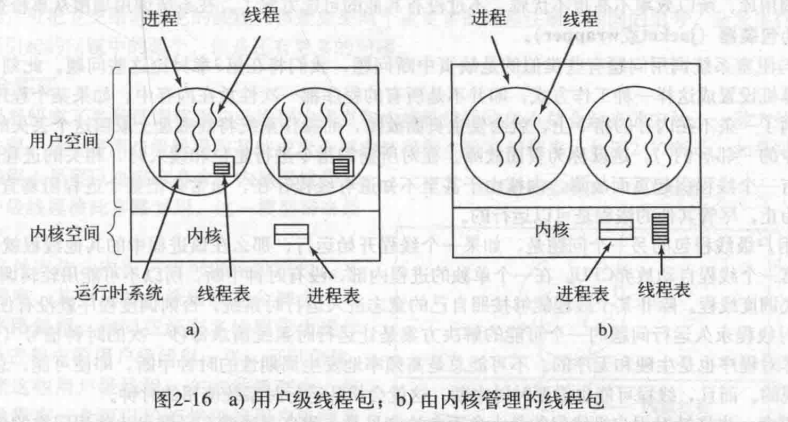 进程 线程
进程 线程
用户空间
内核空间
内核
内核
运行时系统 线程表 进程表
进程表 线程表
a) b)
图2-16 a) 用户级线程包；b) 由内核管理的线程包